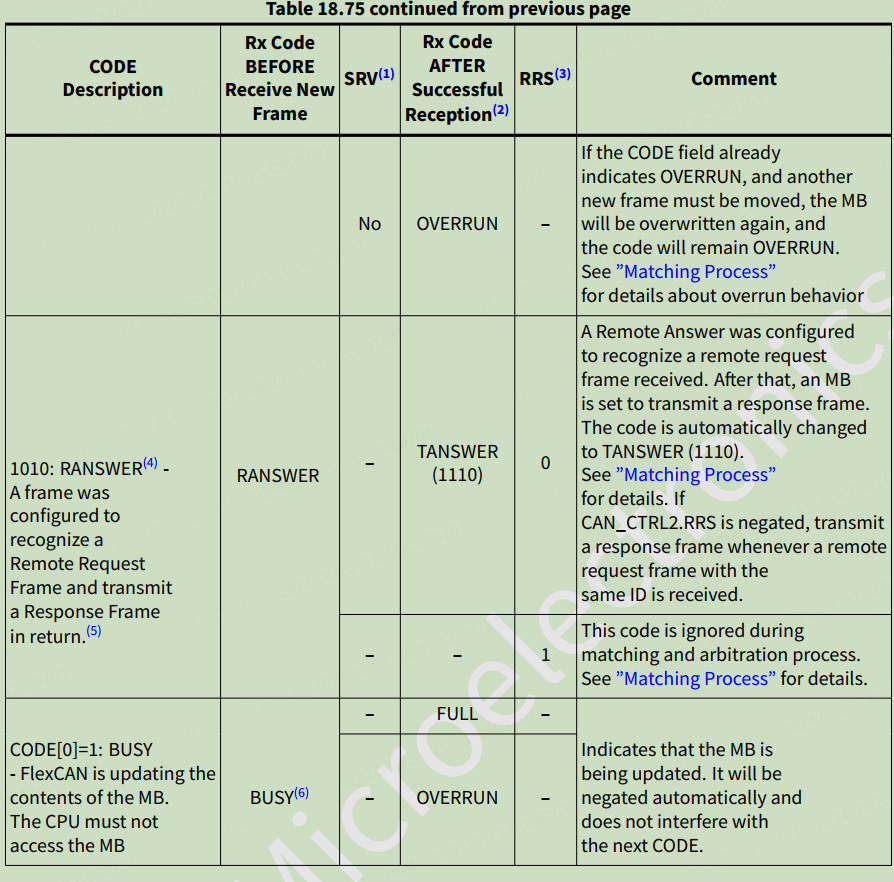 Table 18.75 continued from previous page
CODE
Description
Rx Code
BEFORE
Receive New
Frame
SRV(1)
Rx Code
AFTER
Successful
Reception(2)
RRS(3)
Comment
No
OVERRUN
–
If the CODE field already
indicates OVERRUN, and another
new frame must be moved, the MB
will be overwritten again, and
the code will remain OVERRUN.
See ”Matching Process”
for details about overrun behavior
1010: RANSWER(4) -
A frame was
configured to
recognize a
Remote Request
Frame and transmit
a Response Frame
in return.(5)
RANSWER
–
TANSWER
(1110)
0
A Remote Answer was configured
to recognize a remote request
frame received. After that, an MB
is set to transmit a response frame.
The code is automatically changed
to TANSWER (1110).
See ”Matching Process”
for details. If
CAN_CTRL2.RRS is negated, transmit
a response frame whenever a remote
request frame with the
same ID is received.
–
–
1
This code is ignored during
matching and arbitration process.
See ”Matching Process” for details.
CODE[0]=1: BUSY
- FlexCAN is updating the
contents of the MB.
The CPU must not
access the MB
BUSY(6)
–
FULL
–
–
OVERRUN
–
Indicates that the MB is
being updated. It will be
negated automatically and
does not interfere with
the next CODE.
Microelectronics